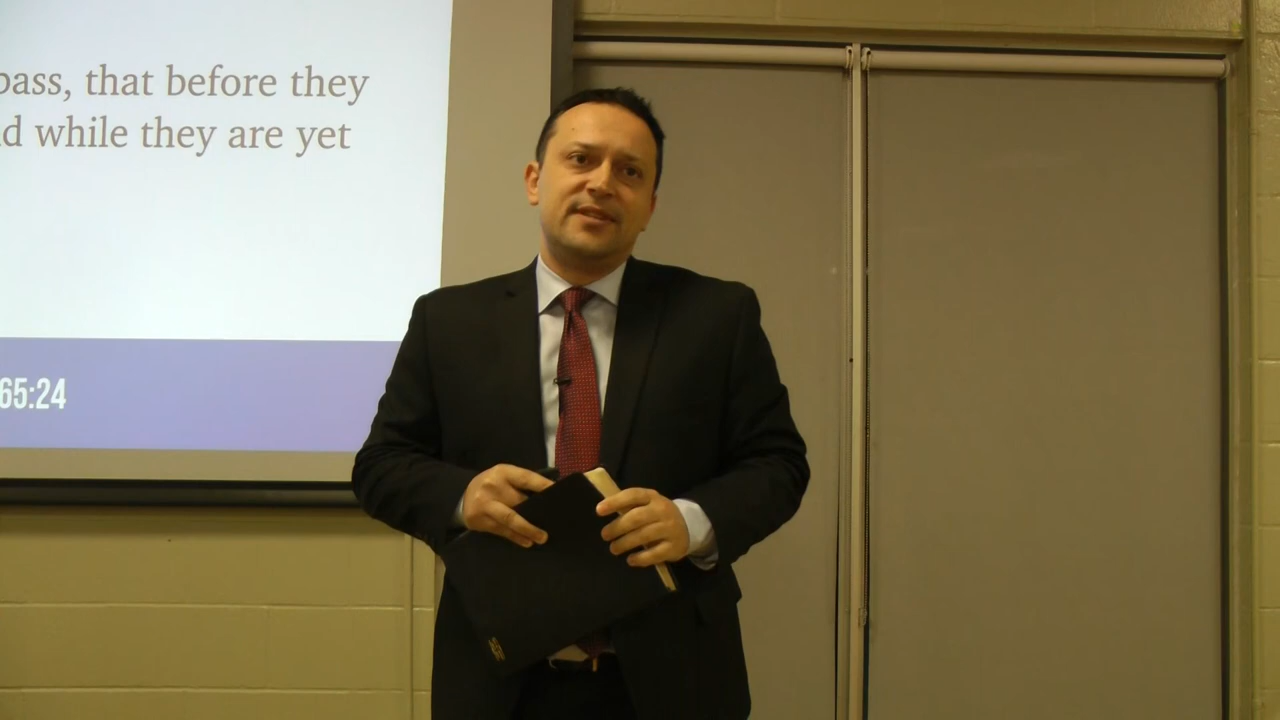 pass, that before they
d while they are yet
65:24